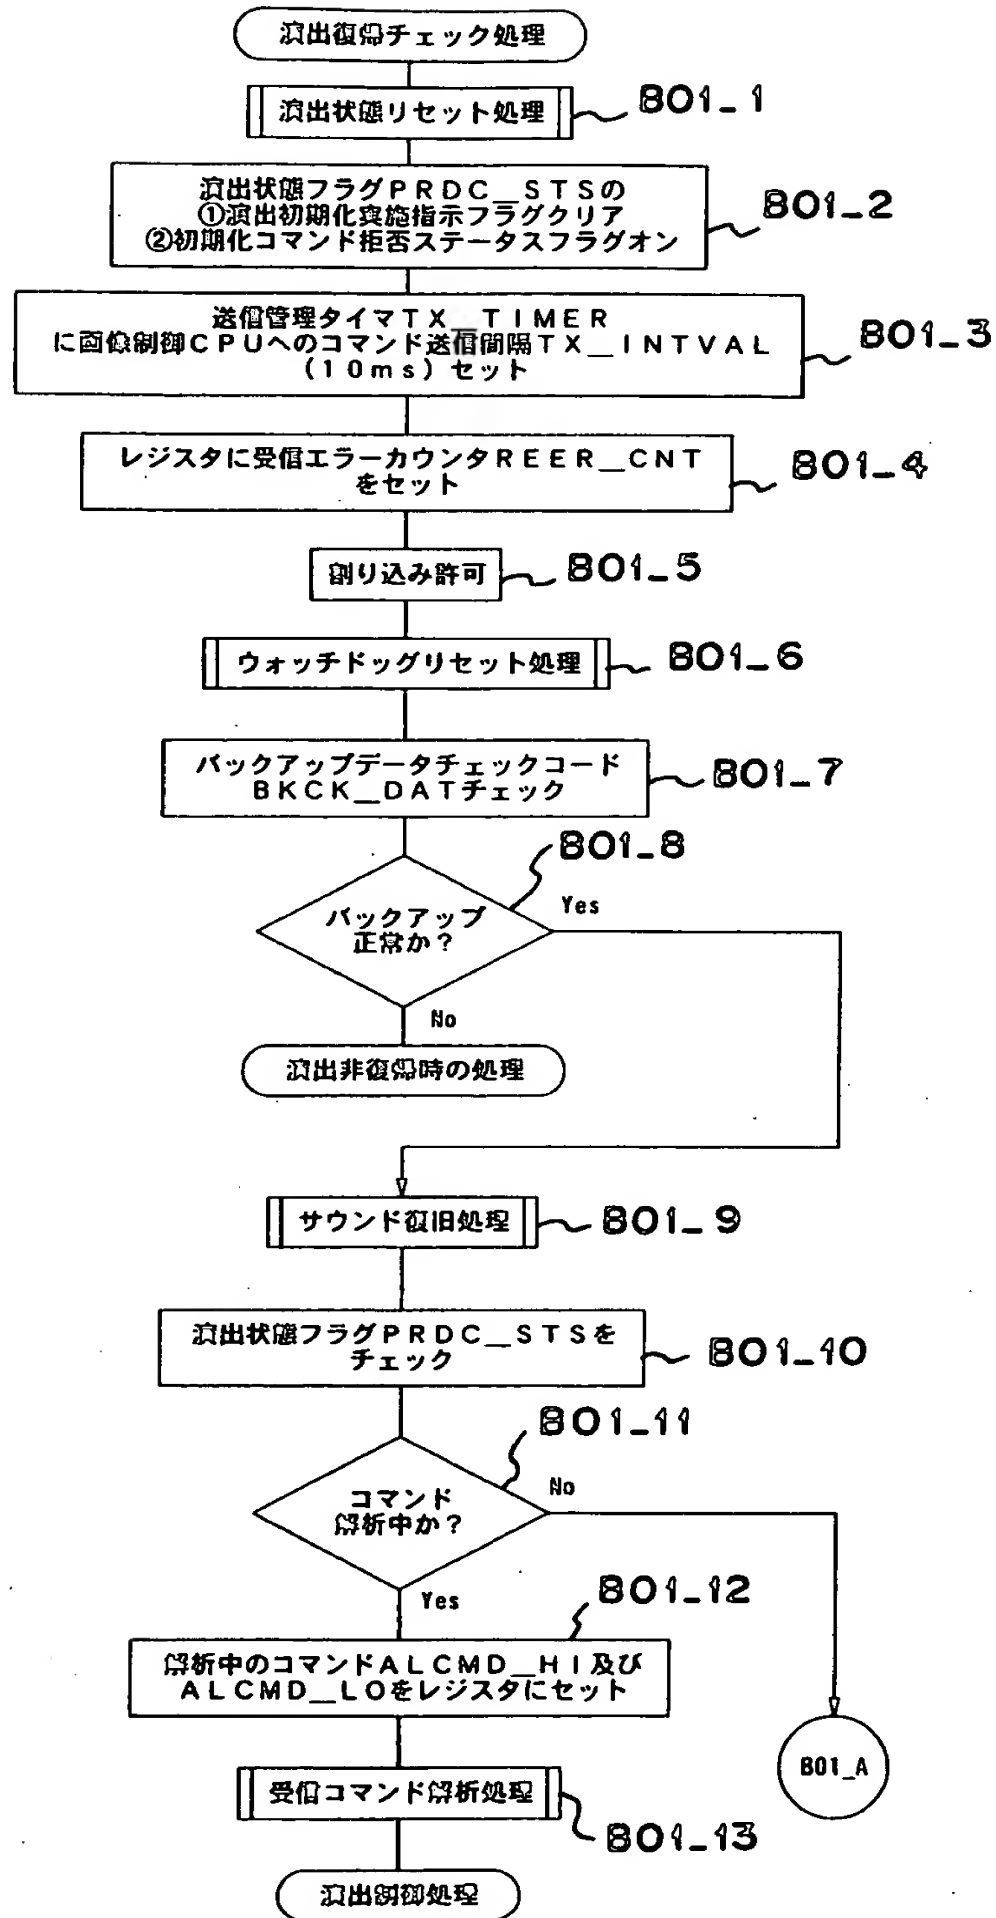 演出復帰チェック処理
演出状態リセット処理
B01_1
演出状態フラグPRDC_STSの
①演出初期化実施指示フラグクリア
②初期化コマンド拒否ステータスフラグオン
B01_2
送信管理タイマTX_TIMER
に画像制御CPUへのコマンド送信間隔TX_INTVAL
(10ms)セット
B01_3
レジスタに受信エラーカウンタREER_CNT
をセット
B01_4
割り込み許可
B01_5
ウォッチドッグリセット処理
B01_6
バックアップデータチェックコード
BKCK_DATチェック
B01_7
B01_8
バックアップ
正常か?
Yes
No
演出非復帰時の処理
サウンド復旧処理
B01_9
演出状態フラグPRDC_STSを
チェック
B01_10
B01_11
コマンド
解析中か?
No
Yes
B01_12
解析中のコマンドALCMD_HI及び
ALCMD_LOをレジスタにセット
B01_A
受信コマンド解析処理
B01_13
演出制御処理